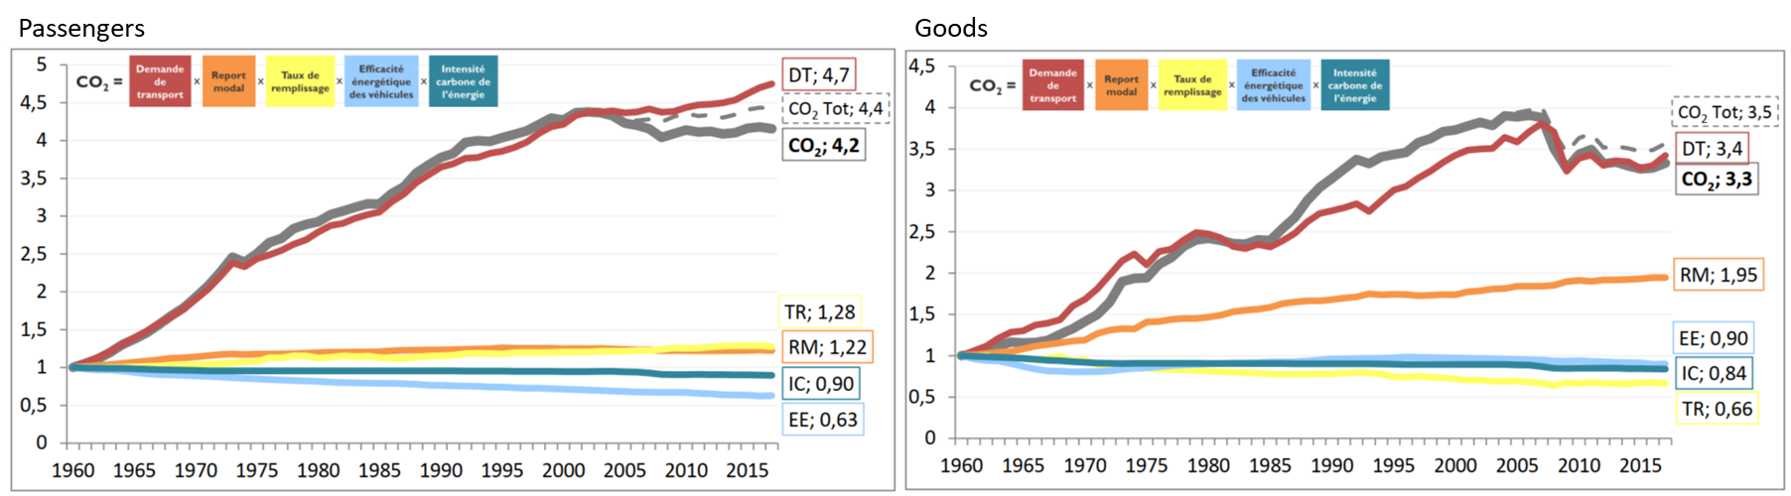 Passengers
CO₂ = Demande de transport x Report modal x Taux de remplissage x Efficacité énergétique des véhicules x Intensité carbone de l'énergie
5
4,5
4
3,5
3
2,5
2
1,5
1
0,5
0
DT; 4,7
CO₂ Tot; 4,4
CO₂; 4,2
TR; 1,28
RM; 1,22
IC; 0,90
EE; 0,63
1960 1965 1970 1975 1980 1985 1990 1995 2000 2005 2010 2015
Goods
CO₂ = Demande de transport x Report modal x Taux de remplissage x Efficacité énergétique des véhicules x Intensité carbone de l'énergie
4,5
4
3,5
3
2,5
2
1,5
1
0,5
0
CO₂ Tot; 3,5
DT; 3,4
CO₂; 3,3
RM; 1,95
EE; 0,90
IC; 0,84
TR; 0,66
1960 1965 1970 1975 1980 1985 1990 1995 2000 2005 2010 2015